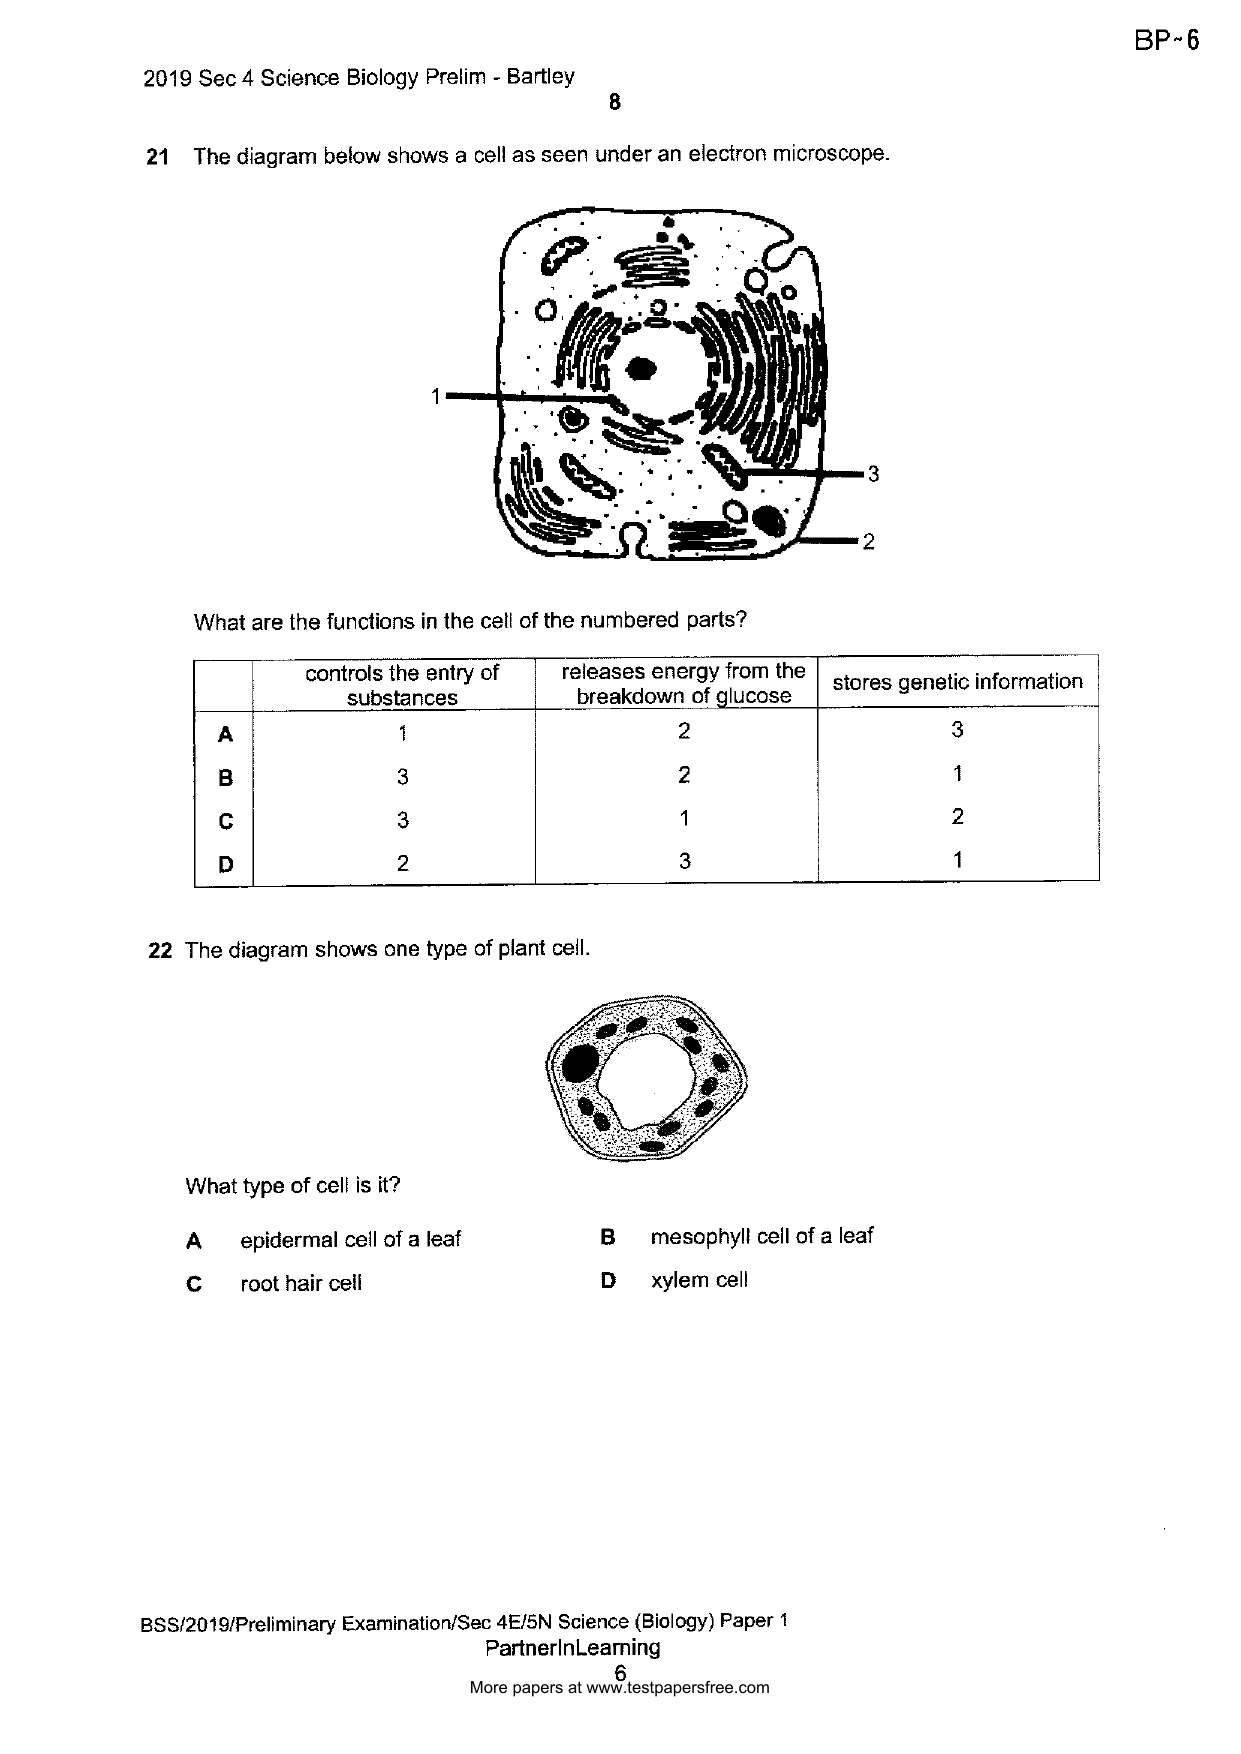 BP-6
2019 Sec 4 Science Biology Prelim - Bartley
8
21 The diagram below shows a cell as seen under an electron microscope.
1
3
2
What are the functions in the cell of the numbered parts?
controls the entry of substances releases energy from the breakdown of glucose stores genetic information
A 1 2 3
B 3 2 1
C 3 1 2
D 2 3 1
22 The diagram shows one type of plant cell.
What type of cell is it?
A epidermal cell of a leaf B mesophyll cell of a leaf
C root hair cell D xylem cell
BSS/2019/Preliminary Examination/Sec 4E/5N Science (Biology) Paper 1
PartnerInLearning
6
More papers at www.testpapersfree.com